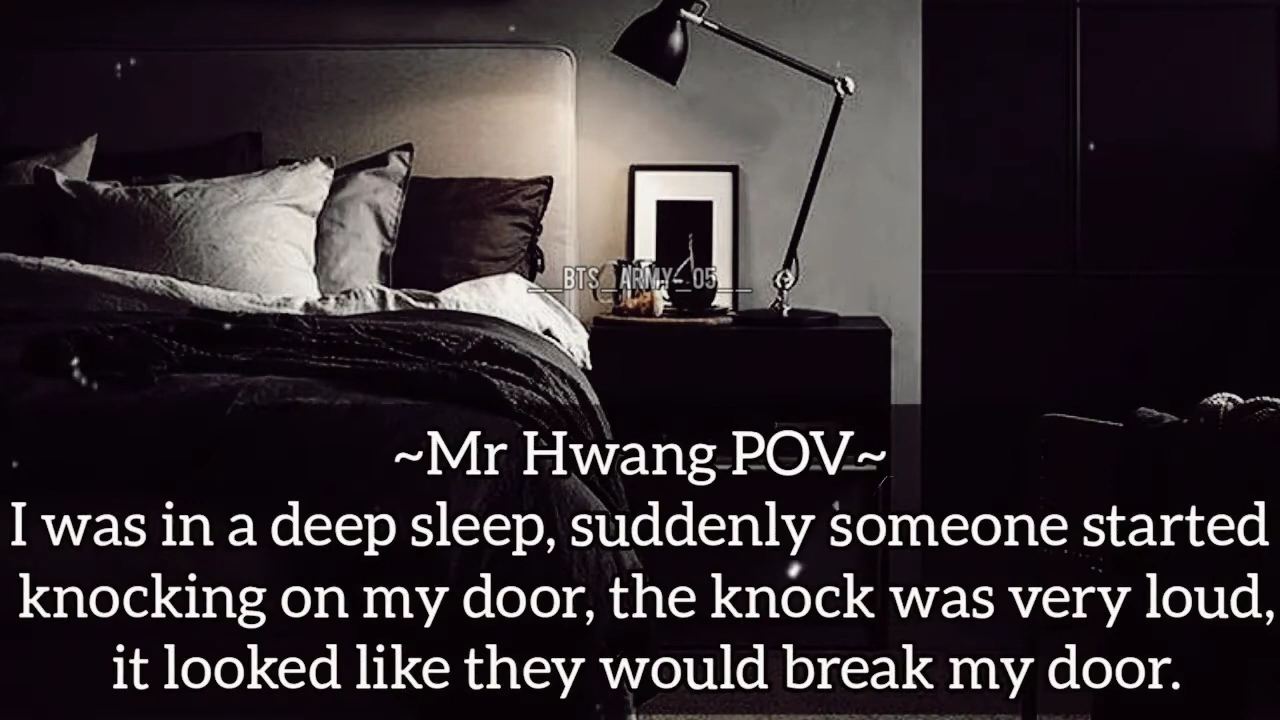 __BTS_ARMY_05__
~Mr Hwang POV~
I was in a deep sleep, suddenly someone started
knocking on my door, the knock was very loud,
it looked like they would break my door.